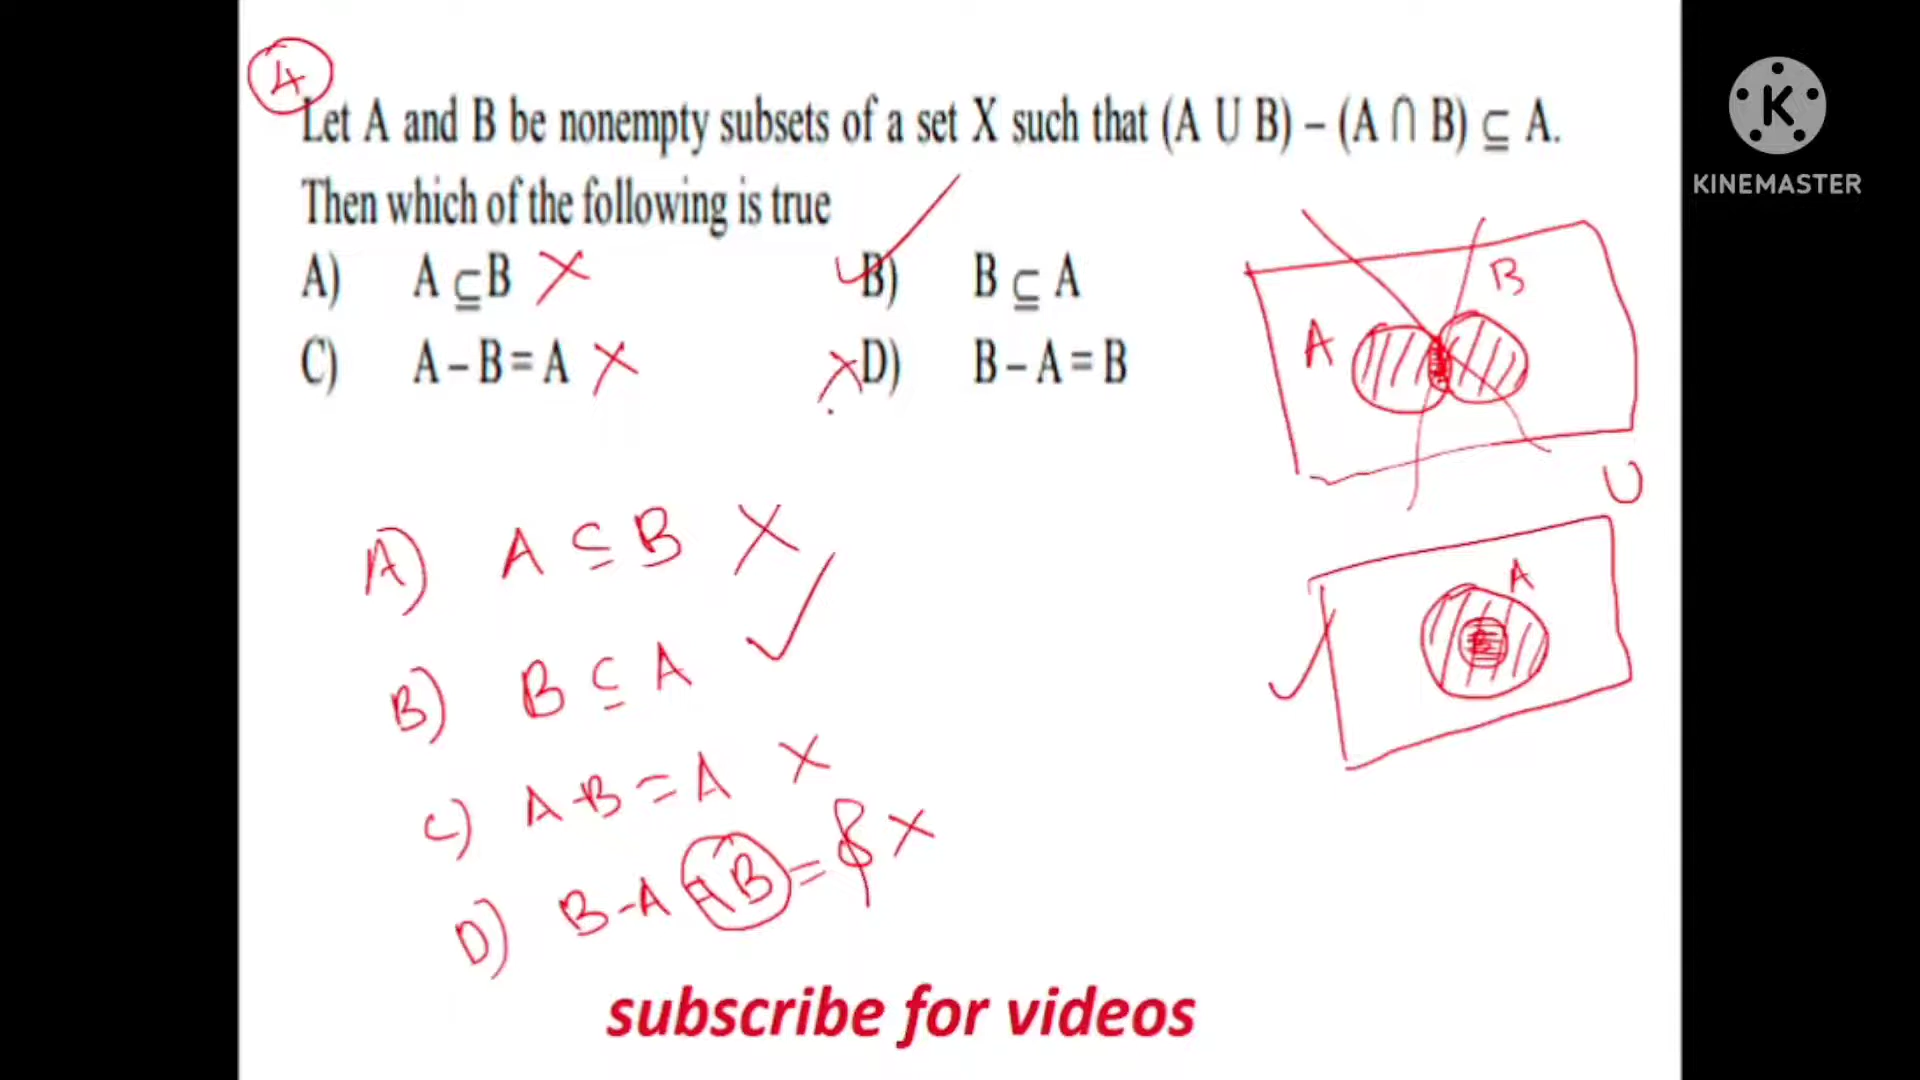 4
Let A and B be nonempty subsets of a set X such that (A ∪ B) – (A ∩ B) ⊆ A.
Then which of the following is true
A) A ⊆ B ✗ B) B ⊆ A
C) A – B = A ✗ ✗ D) B – A = B
A) A ⊆ B ✗
B) B ⊆ A ✓
C) A-B = A ✗
D) B-A AB = ✗
A B
U
A
B
subscribe for videos
K
KINEMASTER